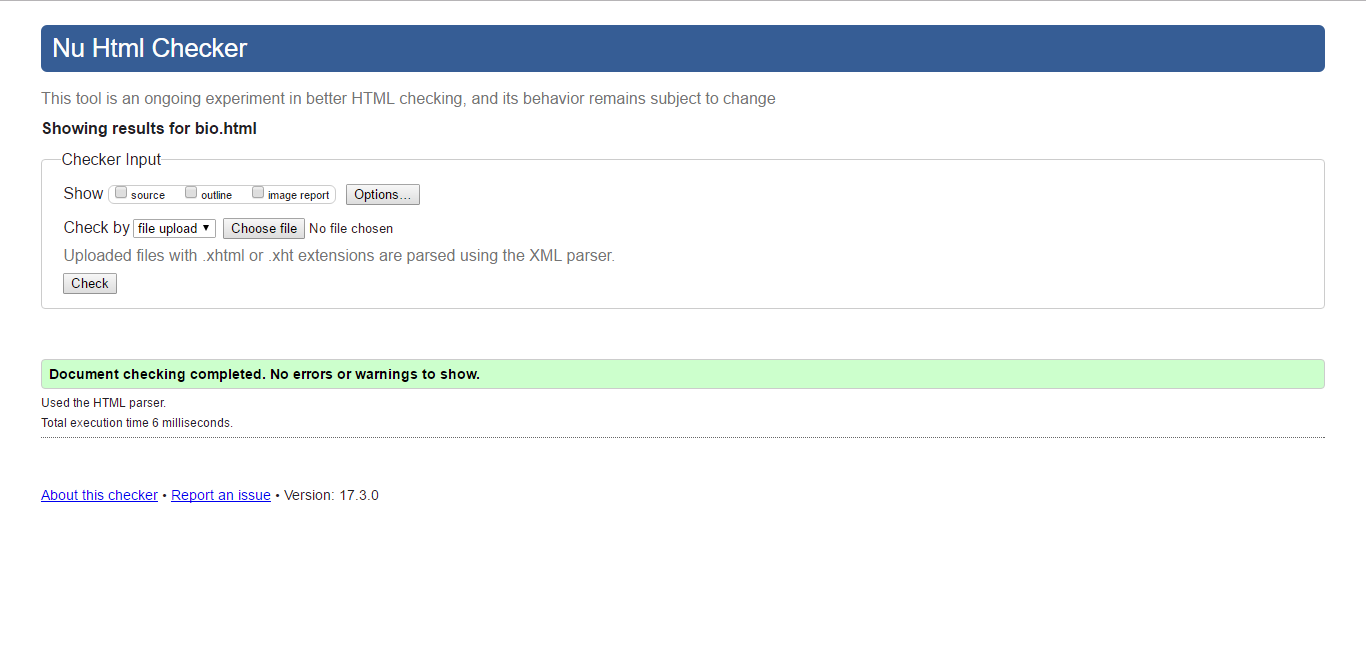 Nu Html Checker
This tool is an ongoing experiment in better HTML checking, and its behavior remains subject to change
Showing results for bio.html
Checker Input
Show source outline image report Options...
Check by file upload ▼ Choose file No file chosen
Uploaded files with .xhtml or .xht extensions are parsed using the XML parser.
Check
Document checking completed. No errors or warnings to show.
Used the HTML parser.
Total execution time 6 milliseconds.
About this checker • Report an issue • Version: 17.3.0